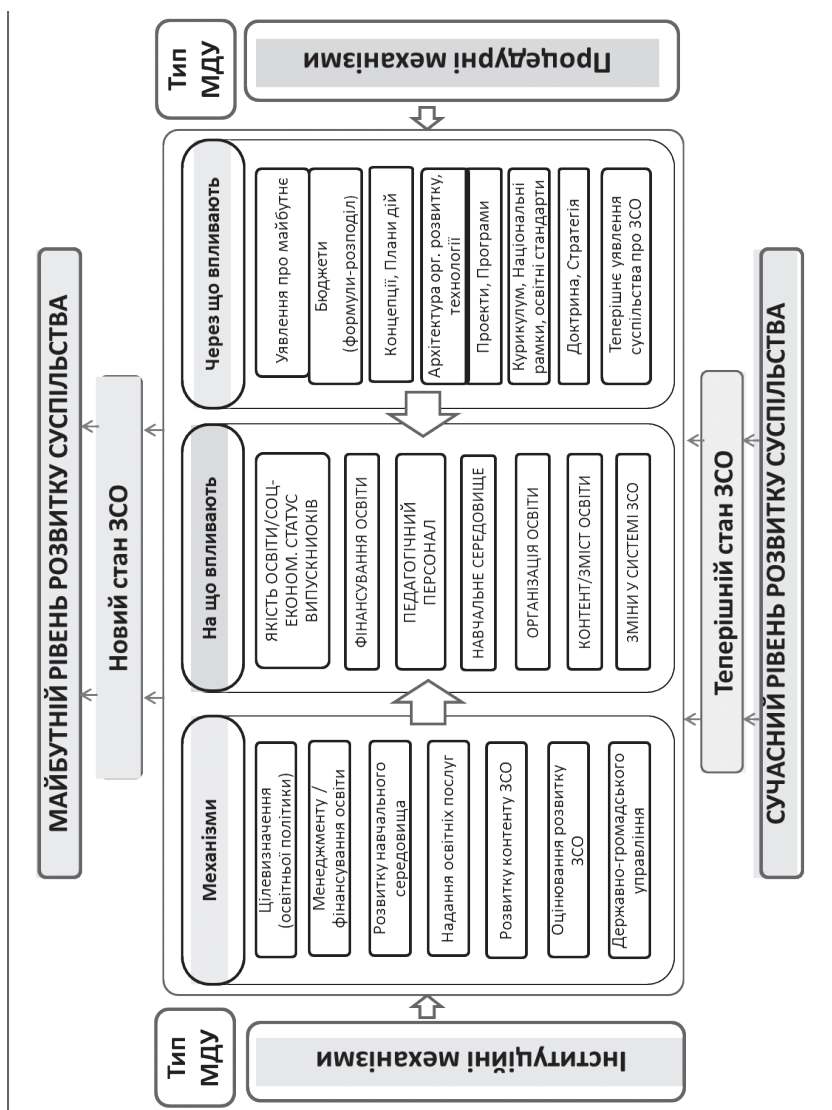 МАЙБУТНІЙ РІВЕНЬ РОЗВИТКУ СУСПІЛЬСТВА
Новий стан ЗСО
Тип
МДУ
Інституційні механізми
Механізми
Цілевизначення
(освітньої політики)
Менеджменту /
фінансування освіти
Розвитку навчального
середовища
Надання освітніх послуг
Розвитку контенту ЗСО
Оцінювання розвитку
ЗСО
Державно-громадського
управління
На що впливають
ЯКІСТЬ ОСВІТИ/СОЦ-
ЕКОНОМ. СТАТУС
ВИПУСКНИОКІВ
ФІНАНСУВАННЯ ОСВІТИ
ПЕДАГОГІЧНИЙ
ПЕРСОНАЛ
НАВЧАЛЬНЕ СЕРЕДОВИЩЕ
ОРГАНІЗАЦІЯ ОСВІТИ
КОНТЕНТ/ЗМІСТ ОСВІТИ
ЗМІНИ У СИСТЕМІ ЗСО
Через що впливають
Уявлення про майбутнє
Бюджети
(формули-розподіл)
Концепції, Плани дій
Архітектура орг. розвитку,
технології
Проекти, Програми
Курикулум, Національні
рамки, освітні стандарти
Доктрина, Стратегія
Теперішнє уявлення
суспільства про ЗСО
Тип
МДУ
Процедурні механізми
Теперішній стан ЗСО
СУЧАСНИЙ РІВЕНЬ РОЗВИТКУ СУСПІЛЬСТВА